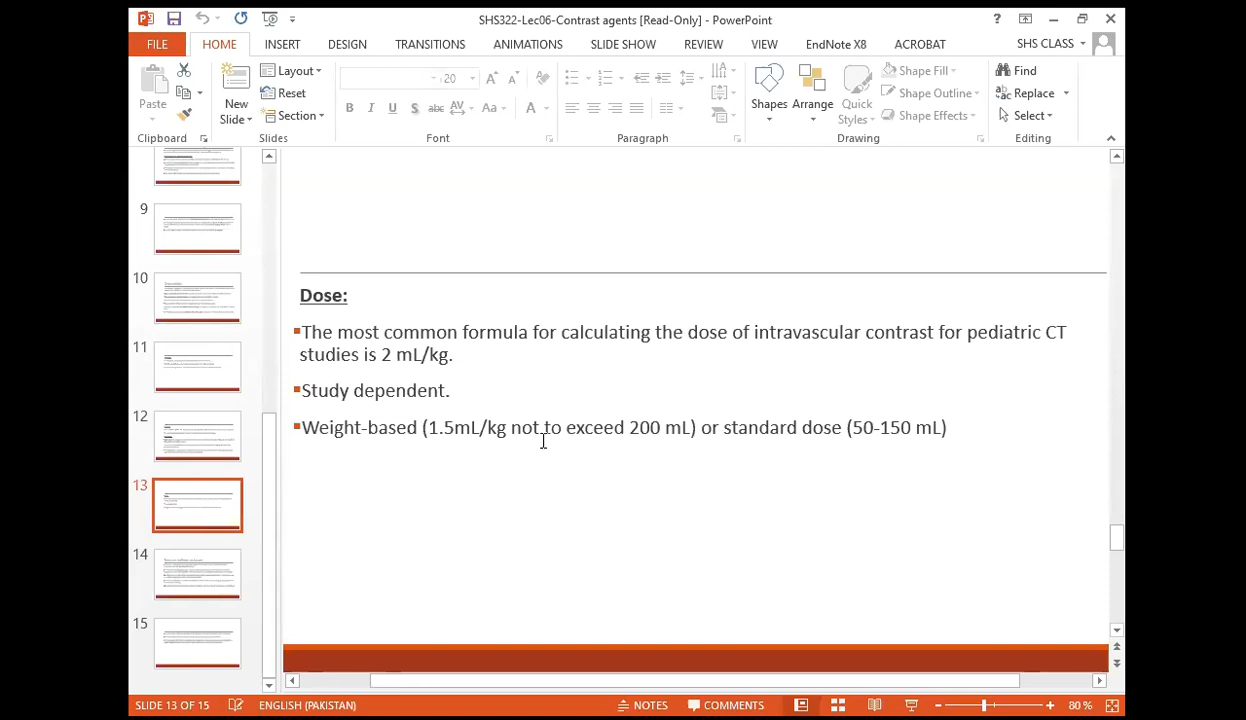 SHS322-Lec06-Contrast agents [Read-Only] - PowerPoint
FILE HOME INSERT DESIGN TRANSITIONS ANIMATIONS SLIDE SHOW REVIEW VIEW EndNote X8 ACROBAT SHS CLASS
Paste
New
Slide
Layout
Reset
Section
20
B I U S abc AV Aa A
Shapes
Arrange
Quick
Styles
Shape Fill
Shape Outline
Shape Effects
Find
Replace
Select
Clipboard Slides Font Paragraph Drawing Editing
9
10
11
12
13
14
15
Dose:
The most common formula for calculating the dose of intravascular contrast for pediatric CT
studies is 2 mL/kg.
Study dependent.
Weight-based (1.5mL/kg not to exceed 200 mL) or standard dose (50-150 mL)
SLIDE 13 OF 15 ENGLISH (PAKISTAN) NOTES COMMENTS 80 %